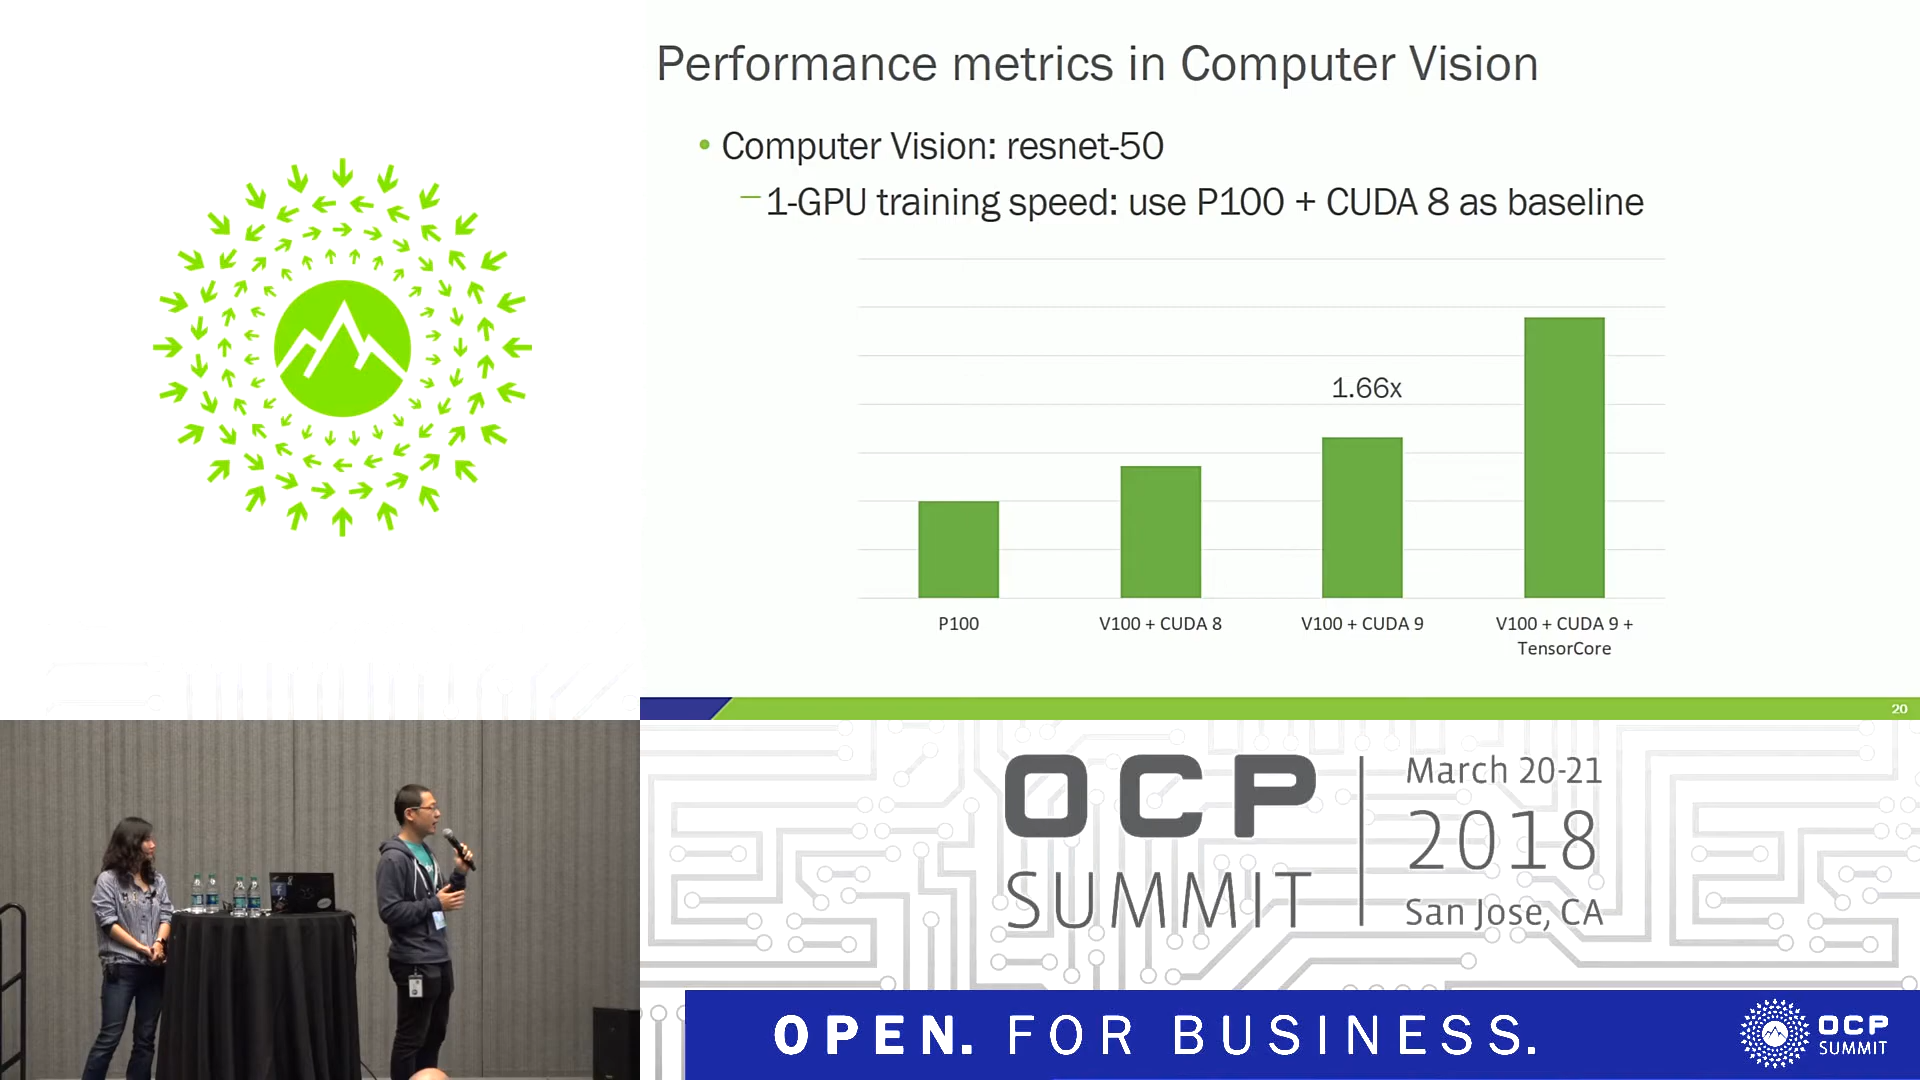 Performance metrics in Computer Vision
• Computer Vision: resnet-50
– 1-GPU training speed: use P100 + CUDA 8 as baseline
1.66x
P100
V100 + CUDA 8
V100 + CUDA 9
V100 + CUDA 9 +
TensorCore
20
OCP
SUMMIT
March 20-21
2018
San Jose, CA
OPEN. FOR BUSINESS.
OCP
SUMMIT